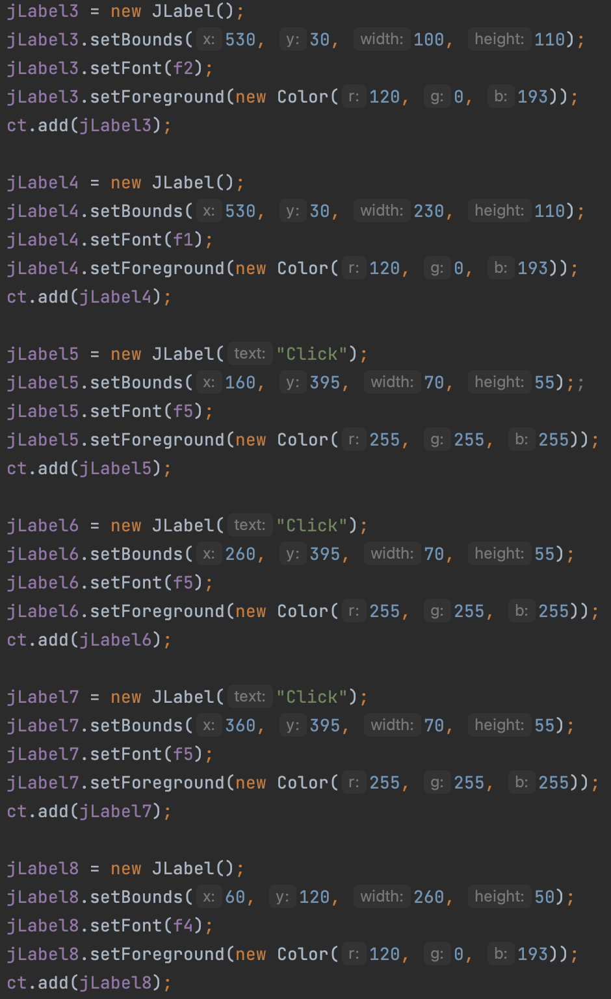 jLabel3 = new JLabel();
jLabel3.setBounds( x: 530, y: 30, width: 100, height: 110);
jLabel3.setFont(f2);
jLabel3.setForeground(new Color( r: 120, g: 0, b: 193));
ct.add(jLabel3);

jLabel4 = new JLabel();
jLabel4.setBounds( x: 530, y: 30, width: 230, height: 110);
jLabel4.setFont(f1);
jLabel4.setForeground(new Color( r: 120, g: 0, b: 193));
ct.add(jLabel4);

jLabel5 = new JLabel( text: "Click");
jLabel5.setBounds( x: 160, y: 395, width: 70, height: 55);;
jLabel5.setFont(f5);
jLabel5.setForeground(new Color( r: 255, g: 255, b: 255));
ct.add(jLabel5);

jLabel6 = new JLabel( text: "Click");
jLabel6.setBounds( x: 260, y: 395, width: 70, height: 55);
jLabel6.setFont(f5);
jLabel6.setForeground(new Color( r: 255, g: 255, b: 255));
ct.add(jLabel6);

jLabel7 = new JLabel( text: "Click");
jLabel7.setBounds( x: 360, y: 395, width: 70, height: 55);
jLabel7.setFont(f5);
jLabel7.setForeground(new Color( r: 255, g: 255, b: 255));
ct.add(jLabel7);

jLabel8 = new JLabel();
jLabel8.setBounds( x: 60, y: 120, width: 260, height: 50);
jLabel8.setFont(f4);
jLabel8.setForeground(new Color( r: 120, g: 0, b: 193));
ct.add(jLabel8);